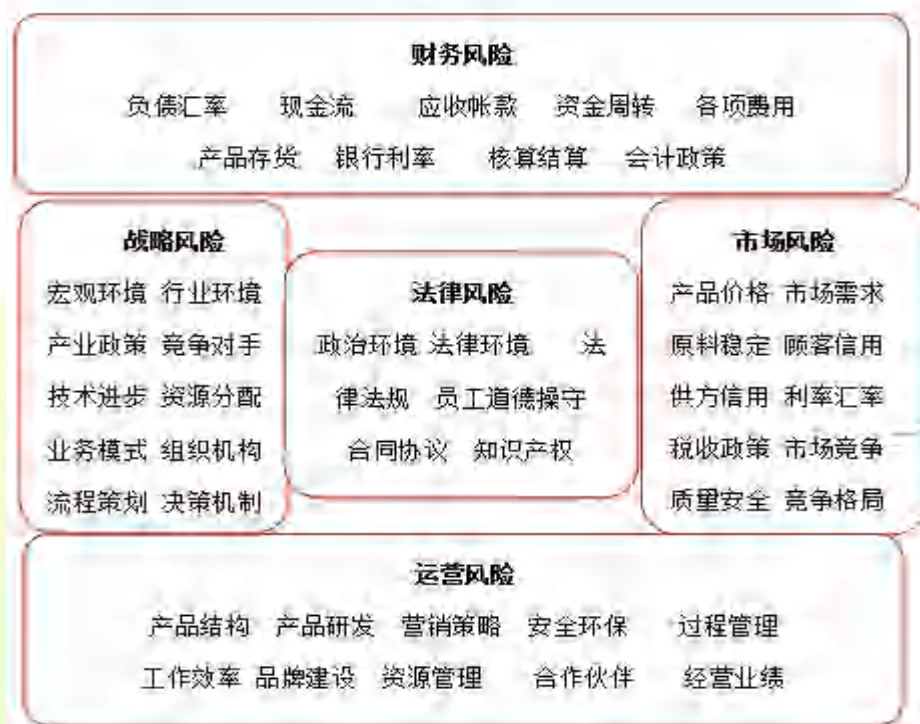 财务风险
负债汇率 现金流 应收帐款 资金周转 各项费用
产品存货 银行利率 核算结算 会计政策
战略风险
宏观环境 行业环境
产业政策 竞争对手
技术进步 资源分配
业务模式 组织机构
流程策划 决策机制
法律风险
政治环境 法律环境 法
律法规 员工道德操守
合同协议 知识产权
市场风险
产品价格 市场需求
原料稳定 顾客信用
供方信用 利率汇率
税收政策 市场竞争
质量安全 竞争格局
运营风险
产品结构 产品研发 营销策略 安全环保 过程管理
工作效率 品牌建设 资源管理 合作伙伴 经营业绩